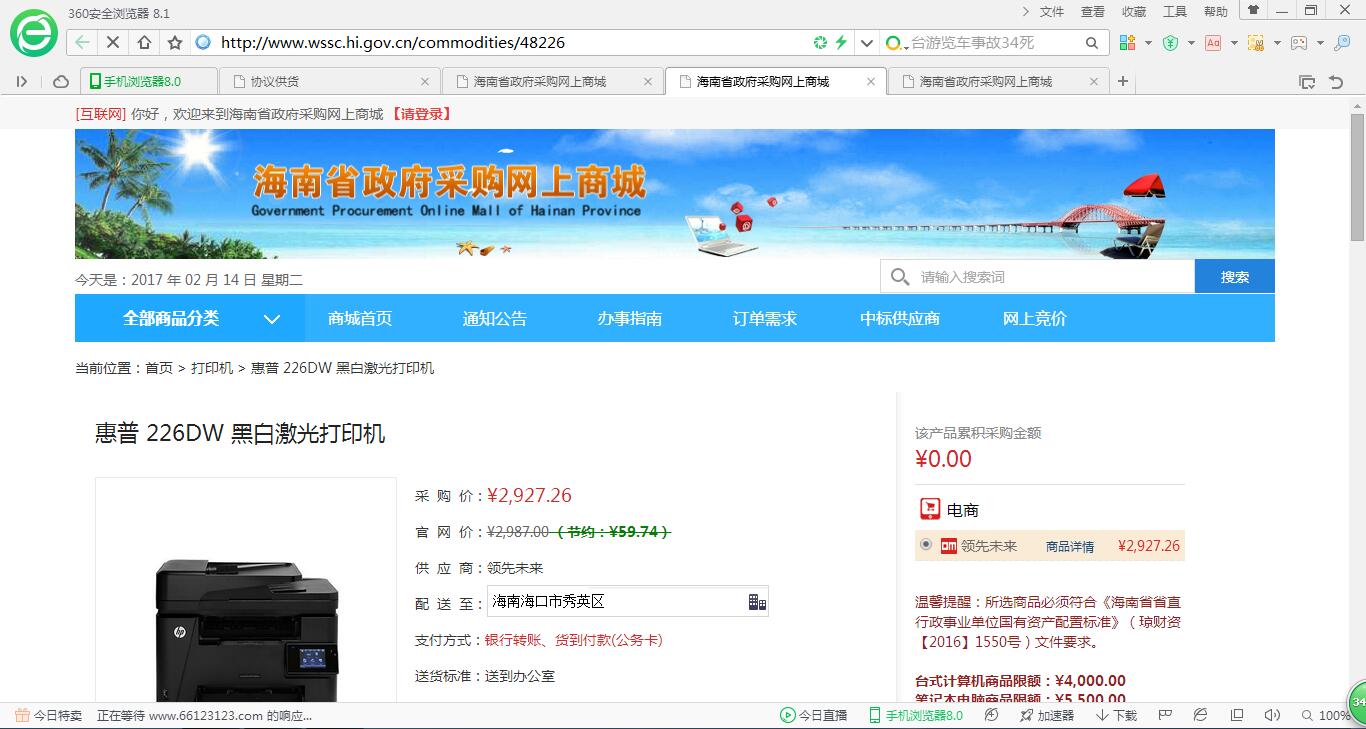 360安全浏览器 8.1
文件 查看 收藏 工具 帮助
http://www.wssc.hi.gov.cn/commodities/48226
台游览车事故34死
手机浏览器8.0
协议供货
海南省政府采购网上商城
海南省政府采购网上商城
海南省政府采购网上商城
[互联网] 你好，欢迎来到海南省政府采购网上商城 【请登录】
海南省政府采购网上商城
Government Procurement Online Mall of Hainan Province
今天是：2017 年 02 月 14 日 星期二
请输入搜索词
搜索
全部商品分类 商城首页 通知公告 办事指南 订单需求 中标供应商 网上竞价
当前位置：首页 > 打印机 > 惠普 226DW 黑白激光打印机
惠普 226DW 黑白激光打印机
hp
采 购 价：¥2,927.26
官 网 价：¥2,987.00（节约：¥59.74）
供 应 商：领先未来
配 送 至：海南海口市秀英区
支付方式：银行转账、货到付款(公务卡)
送货标准：送到办公室
该产品累积采购金额
¥0.00
电商
领先未来 商品详情 ¥2,927.26
温馨提醒：所选商品必须符合《海南省省直
行政事业单位国有资产配置标准》（琼财资
【2016】1550号）文件要求。
台式计算机商品限额：¥4,000.00
笔记本电脑商品限额：¥5,500.00
今日特卖 正在等待 www.66123123.com 的响应...
今日直播 手机浏览器8.0 加速器 下载 100%
34